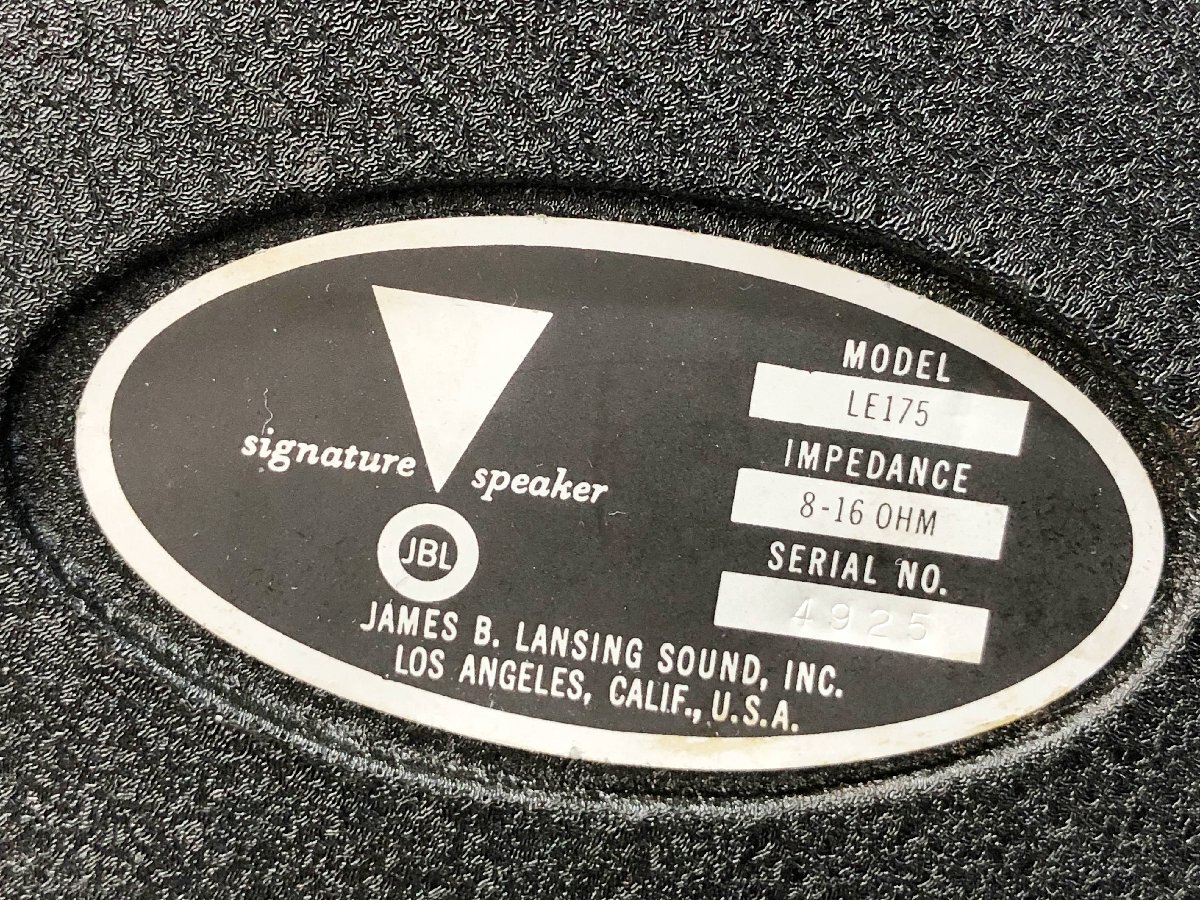 signature speaker
JBL
JAMES B. LANSING SOUND, INC.
LOS ANGELES, CALIF., U.S.A.
MODEL
LE175
IMPEDANCE
8-16 OHM
SERIAL NO.
4925